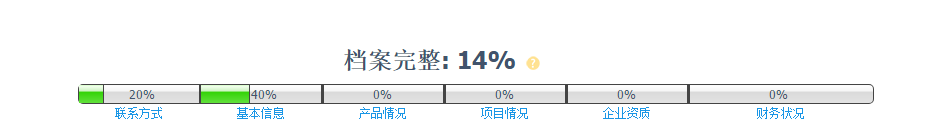 档案完整: 14% ?
20% 40% 0% 0% 0% 0%
联系方式 基本信息 产品情况 项目情况 企业资质 财务状况